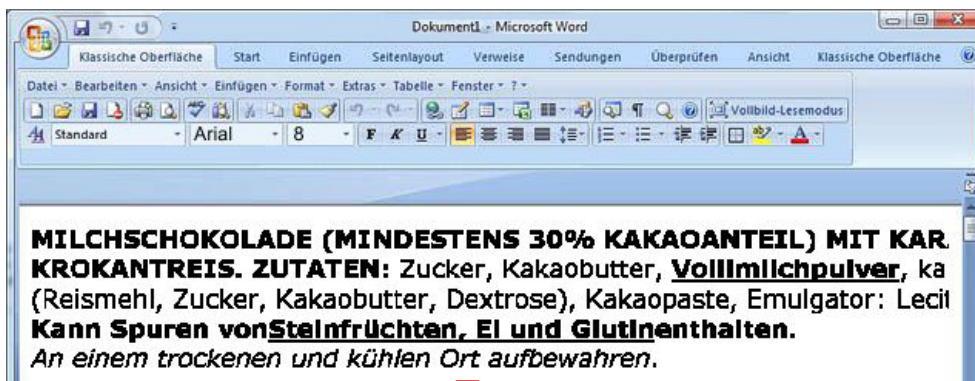 Dokument1 - Microsoft Word
Klassische Oberfläche Start Einfügen Seitenlayout Verweise Sendungen Überprüfen Ansicht Klassische Oberfläche
Datei Bearbeiten Ansicht Einfügen Format Extras Tabelle Fenster ?
Vollbild-Lesemodus
Standard Arial 8 F K U
MILCHSCHOKOLADE (MINDESTENS 30% KAKAOANTEIL) MIT KAR
KROKANTREIS. ZUTATEN: Zucker, Kakaobutter, Vollmilchpulver, ka
(Reismehl, Zucker, Kakaobutter, Dextrose), Kakaopaste, Emulgator: Lecit
Kann Spuren vonSteinfrüchten, Ei und Glutinenthalten.
An einem trockenen und kühlen Ort aufbewahren.